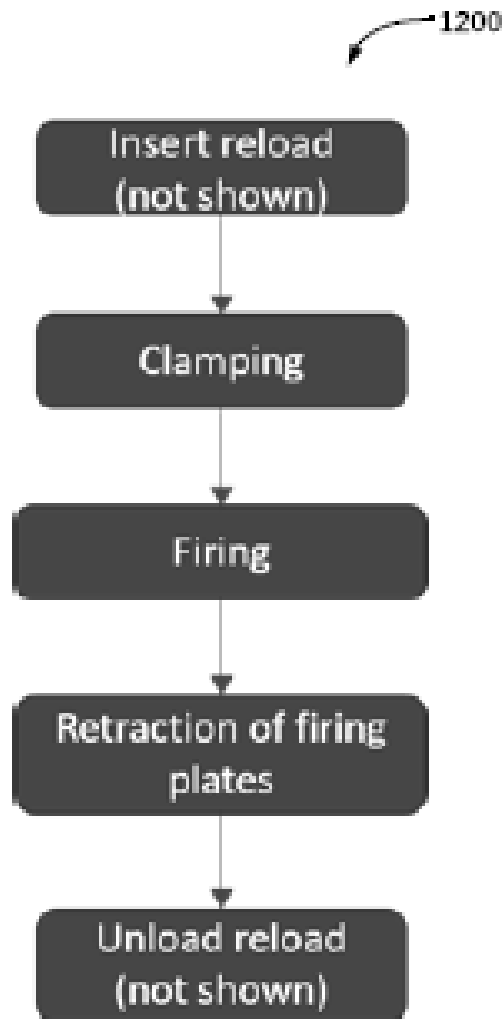 1200
Insert reload
(not shown)
Clamping
Firing
Retraction of firing
plates
Unload reload
(not shown)